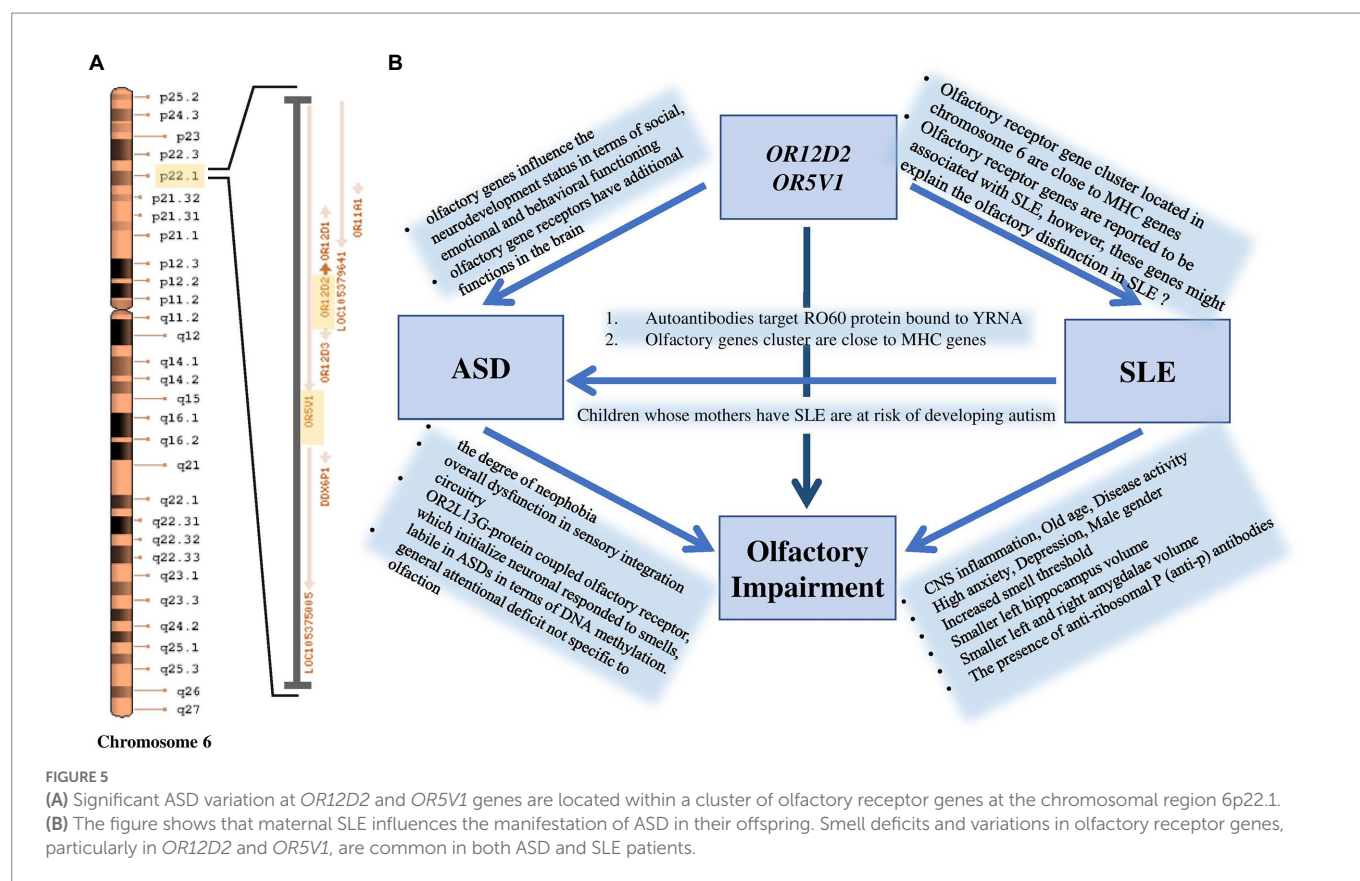 A
p25.2
p24.3
p23
p22.3
p22.1
p21.32
p21.31
p21.1
p12.3
p12.2
p11.2
q11.2
q12
q14.1
q14.2
q15
q16.1
q16.2
q21
q22.1
q22.31
q22.32
q22.33
q23.1
q23.3
q24.2
q25.1
q25.3
q26
q27
Chromosome 6
OR11A1
OR12D1
LOC105379641
OR12D2
OR12D3
OR5V1
DDX6P1
LOC105375005
B
• olfactory genes influence the
neurodevelopment status in terms of social,
emotional and behavioral functioning
• olfactory gene receptors have additional
functions in the brain
OR12D2
OR5V1
• Olfactory receptor gene cluster located in
chromosome 6 are close to MHC genes
• Olfactory receptor genes are reported to be
associated with SLE, however, these genes might
explain the olfactory disfunction in SLE ?
ASD
1. Autoantibodies target RO60 protein bound to YRNA
2. Olfactory genes cluster are close to MHC genes
SLE
Children whose mothers have SLE are at risk of developing autism
• the degree of neophobia
• overall dysfunction in sensory integration
circuitry
• OR2L13G-protein coupled olfactory receptor,
which initialize neuronal responded to smells,
labile in ASDs in terms of DNA methylation.
• general attentional deficit not specific to
olfaction
Olfactory
Impairment
• CNS inflammation, Old age, Disease activity
• High anxiety, Depression, Male gender
• Increased smell threshold
• Smaller left hippocampus volume
• Smaller left and right amygdalae volume
• The presence of anti-ribosomal P (anti-p) antibodies
FIGURE 5
(A) Significant ASD variation at OR12D2 and OR5V1 genes are located within a cluster of olfactory receptor genes at the chromosomal region 6p22.1.
(B) The figure shows that maternal SLE influences the manifestation of ASD in their offspring. Smell deficits and variations in olfactory receptor genes,
particularly in OR12D2 and OR5V1, are common in both ASD and SLE patients.